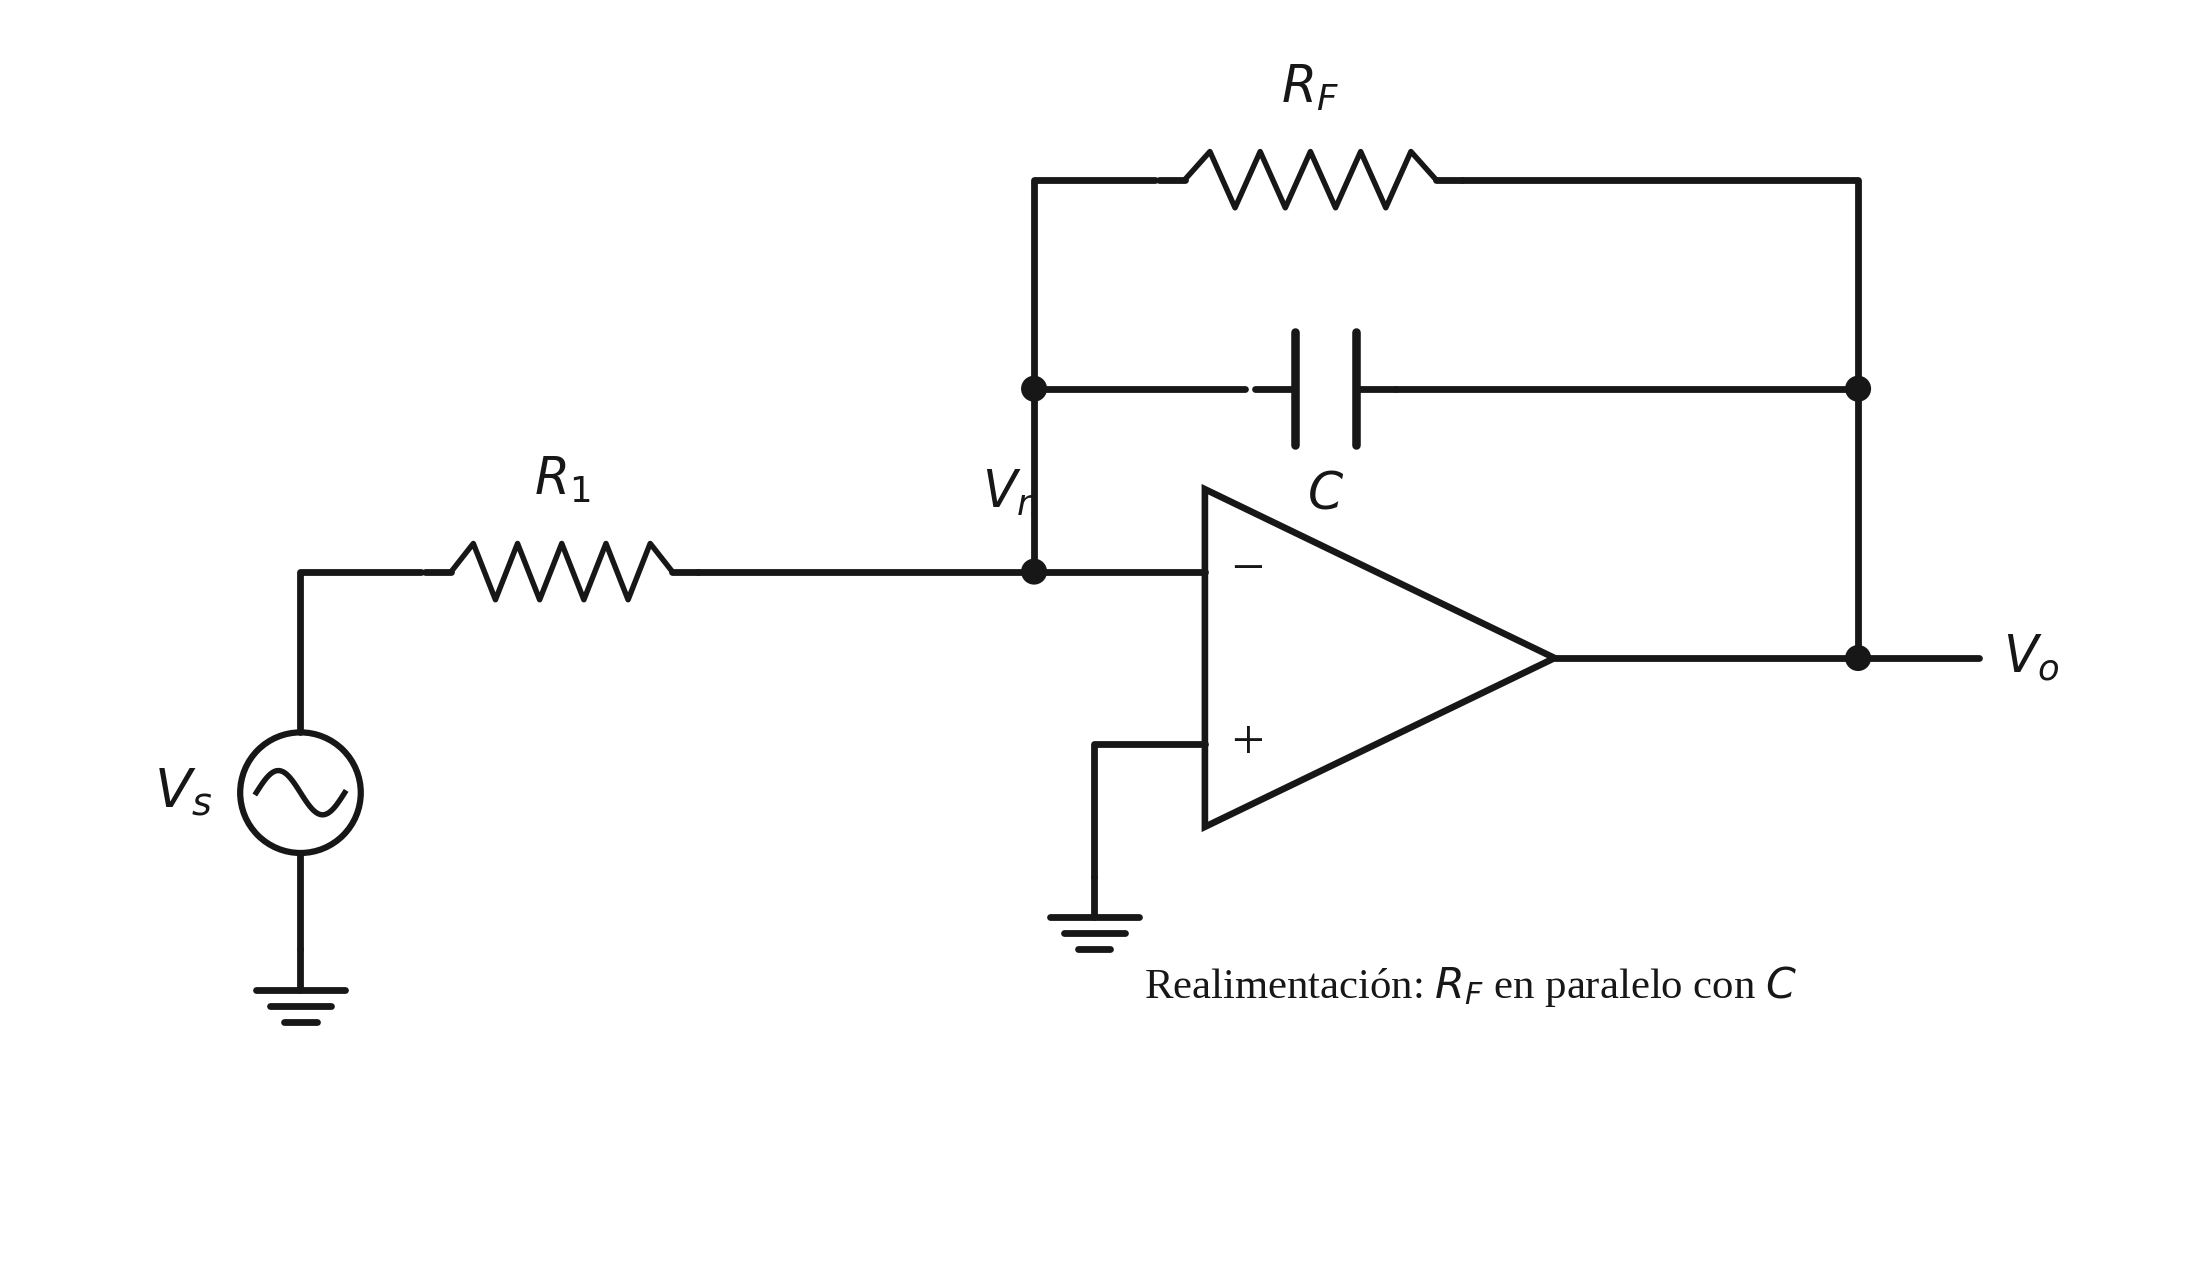 R_F
R_1
V_r
C
− 
+
V_o
V_s
Realimentación: R_F en paralelo con C